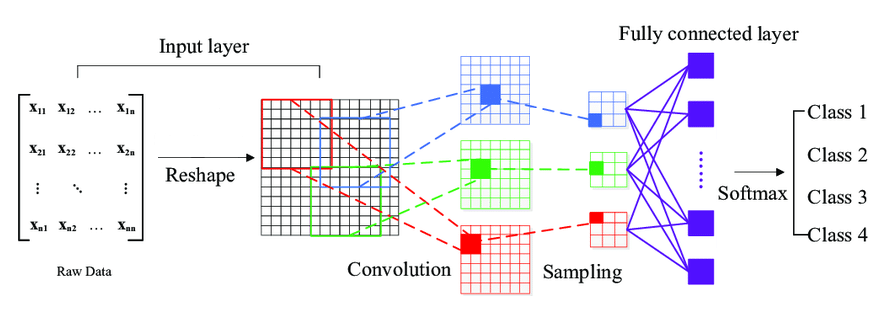 Input layer
Fully connected layer
x11 x12 … x1n
x21 x22 … x2n
⋮ ⋱ ⋮
xn1 xn2 … xnn
Raw Data
Reshape
Convolution
Sampling
Softmax
Class 1
Class 2
Class 3
Class 4